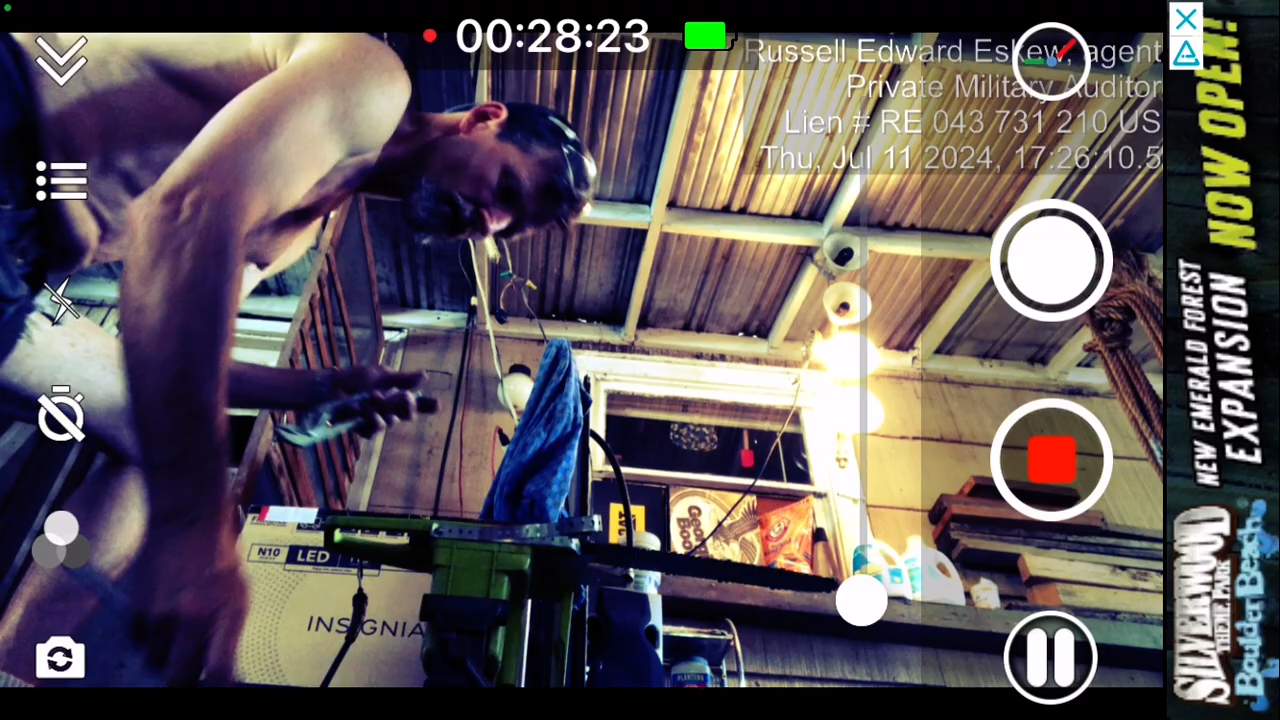 00:28:23
Russell Edward Eskew, agent
Private Military Auditor
Lien # RE 043 731 210 US
Thu, Jul 11 2024, 17:26:10.5
NOW OPEN!
NEW EMERALD FOREST
EXPANSION
SILVERWOOD
THEME PARK
Boulder Beach
N10
LED
INSIGNIA
PLANTERS